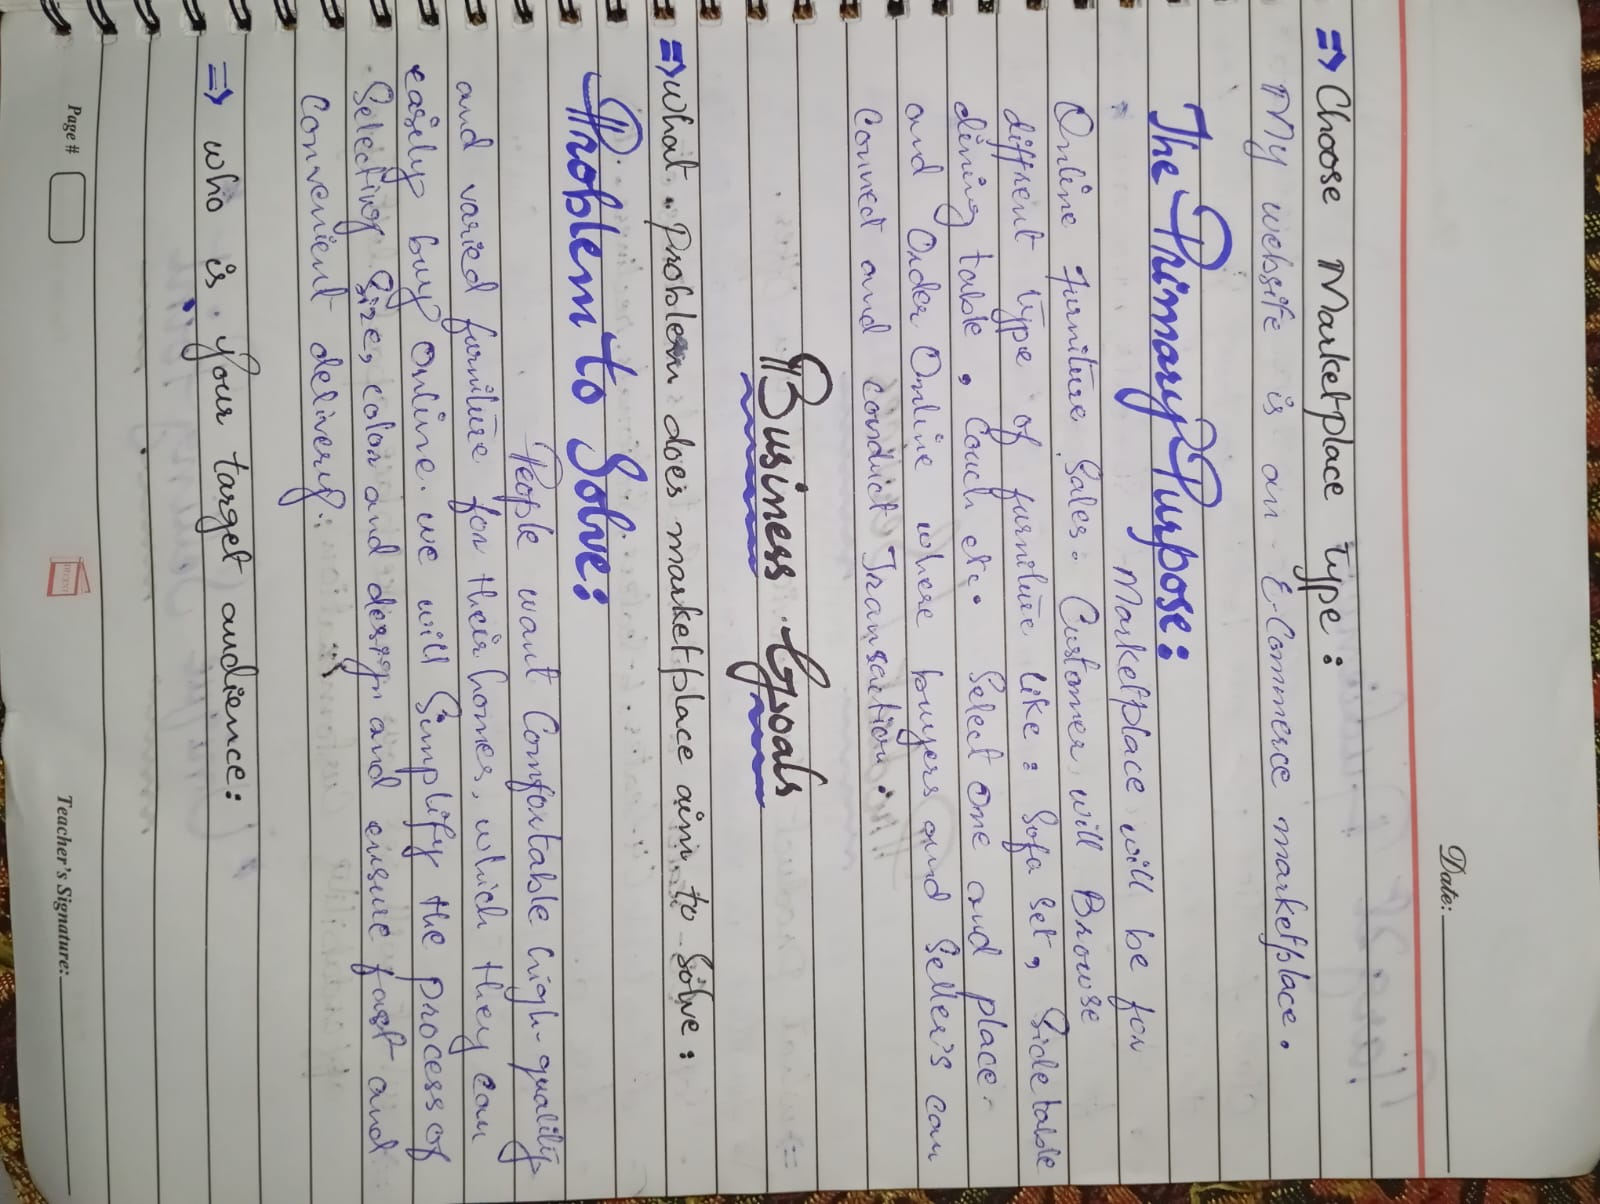 Date:
⇒ Choose Marketplace Type:
My website is an E-Commerce marketplace.
The Primary Purpose:
Marketplace will be for
Online furniture Sales. Customer will Browse
diffrent type of furniture like: Sofa set, Side table
dining table, Couch etc. Select one and place
and Order Online where buyers and Seller's can
Connect and conduct Transaction.
Business Goals
⇒ What Problem does marketplace aim to Solve:
Problem to Solve:
People want Comfortable high quality
and varied furniture for their homes, which they can
easily buy Online. we will Simplify the process of
Selecting Size, color and design and ensure fast and
Convenient delivery.
⇒ who is your target audience:
Page #
Teacher's Signature: